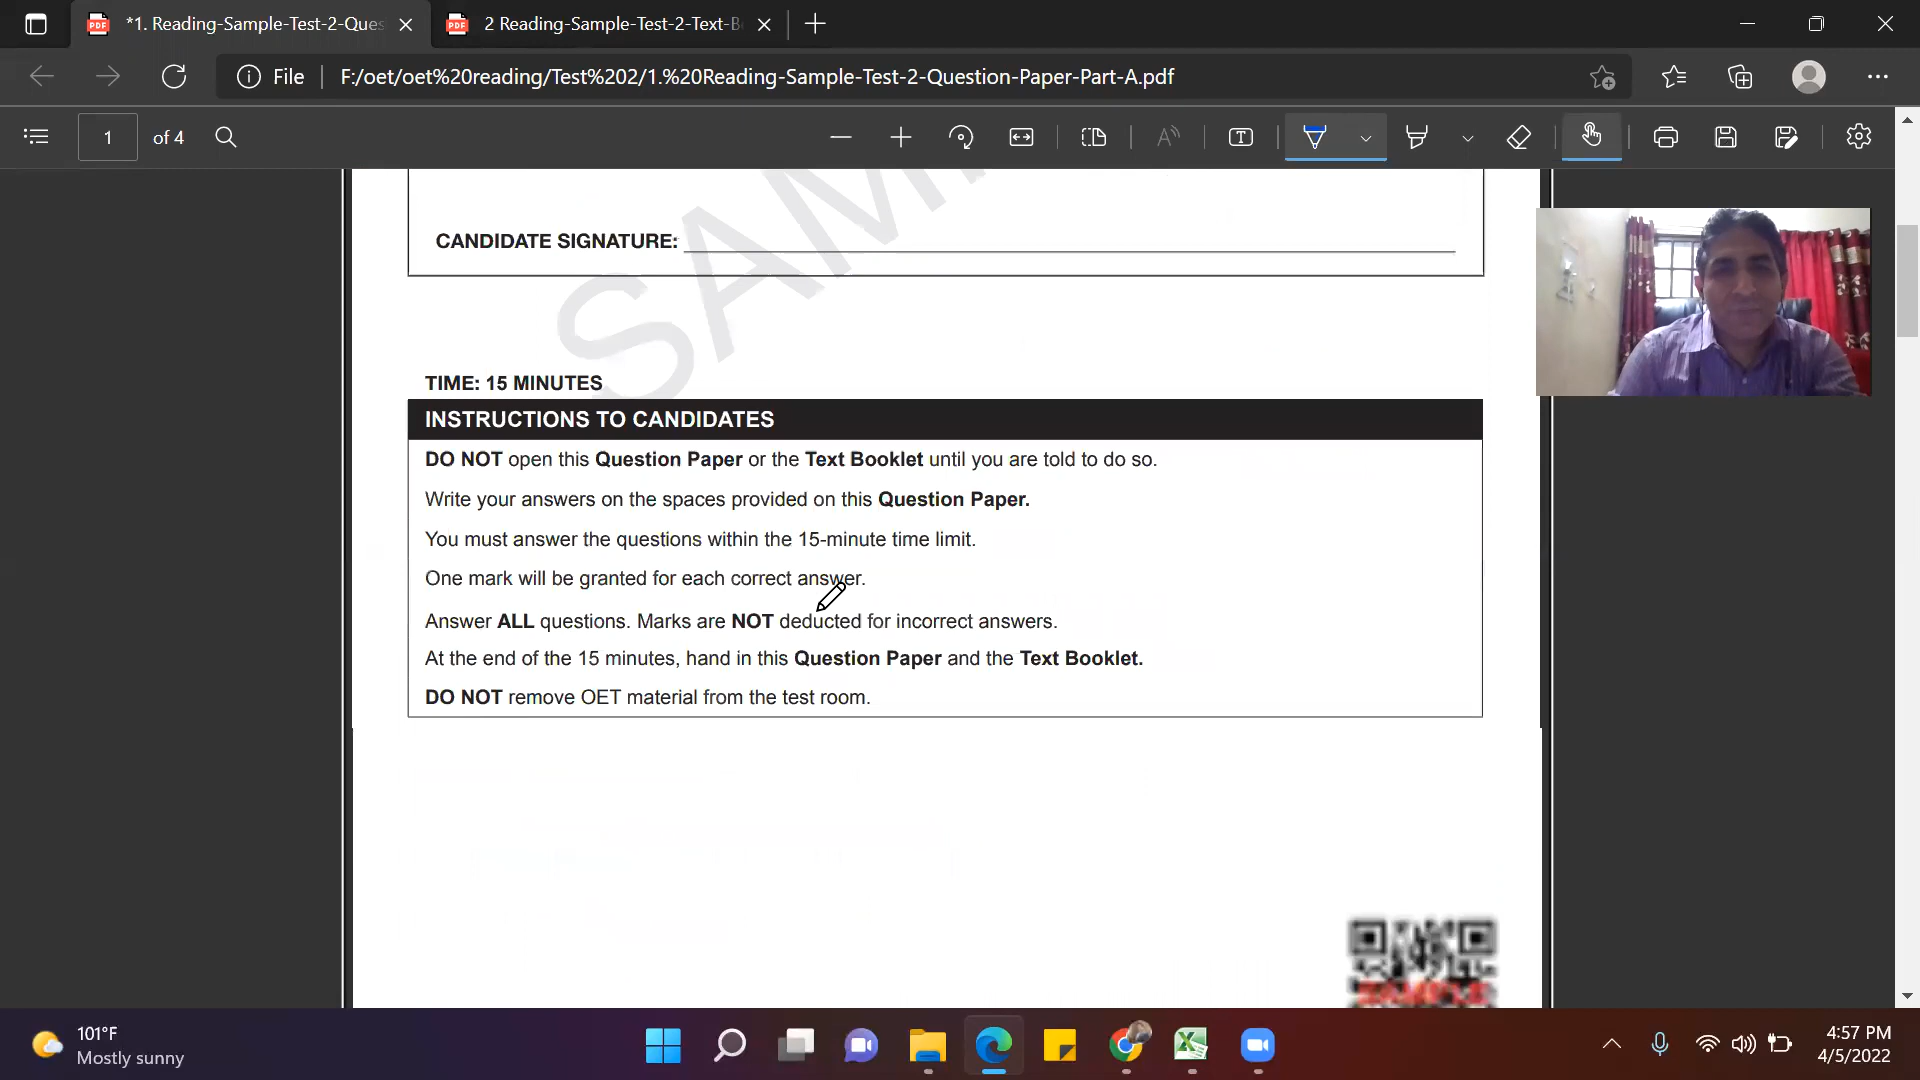 *1. Reading-Sample-Test-2-Ques
2 Reading-Sample-Test-2-Text-B
File
F:/oet/oet%20reading/Test%202/1.%20Reading-Sample-Test-2-Question-Paper-Part-A.pdf
1 of 4
CANDIDATE SIGNATURE:
TIME: 15 MINUTES
INSTRUCTIONS TO CANDIDATES
DO NOT open this Question Paper or the Text Booklet until you are told to do so.
Write your answers on the spaces provided on this Question Paper.
You must answer the questions within the 15-minute time limit.
One mark will be granted for each correct answer.
Answer ALL questions. Marks are NOT deducted for incorrect answers.
At the end of the 15 minutes, hand in this Question Paper and the Text Booklet.
DO NOT remove OET material from the test room.
SAMPLE
101°F
Mostly sunny
4:57 PM
4/5/2022